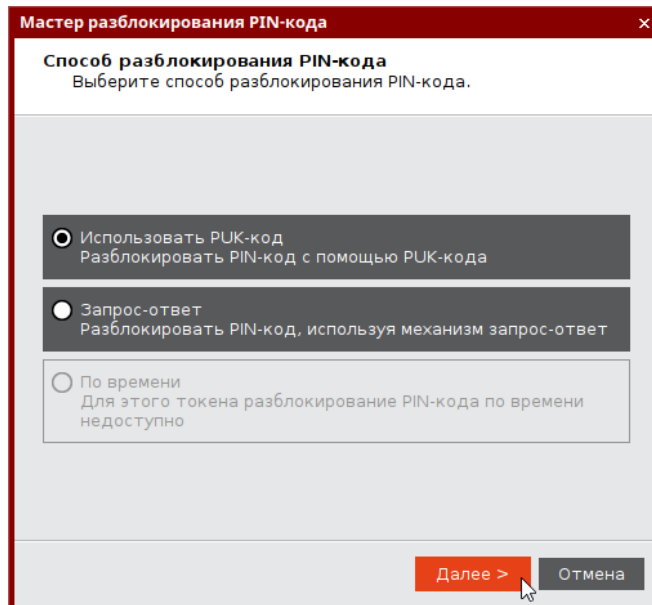 Мастер разблокирования PIN-кода
Способ разблокирования PIN-кода
Выберите способ разблокирования PIN-кода.
Использовать PUK-код
Разблокировать PIN-код с помощью PUK-кода
Запрос-ответ
Разблокировать PIN-код, используя механизм запрос-ответ
По времени
Для этого токена разблокирование PIN-кода по времени
недоступно
Далее > Отмена